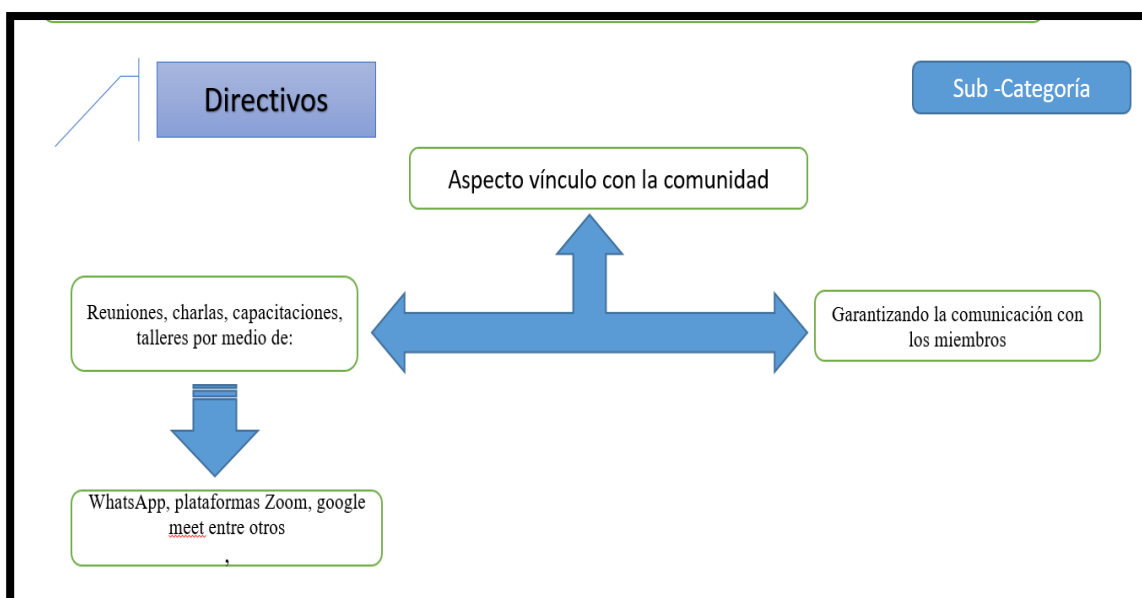 Directivos
Sub -Categoría
Aspecto vínculo con la comunidad
Reuniones, charlas, capacitaciones,
talleres por medio de:
Garantizando la comunicación con
los miembros
WhatsApp, plataformas Zoom, google
meet entre otros
,